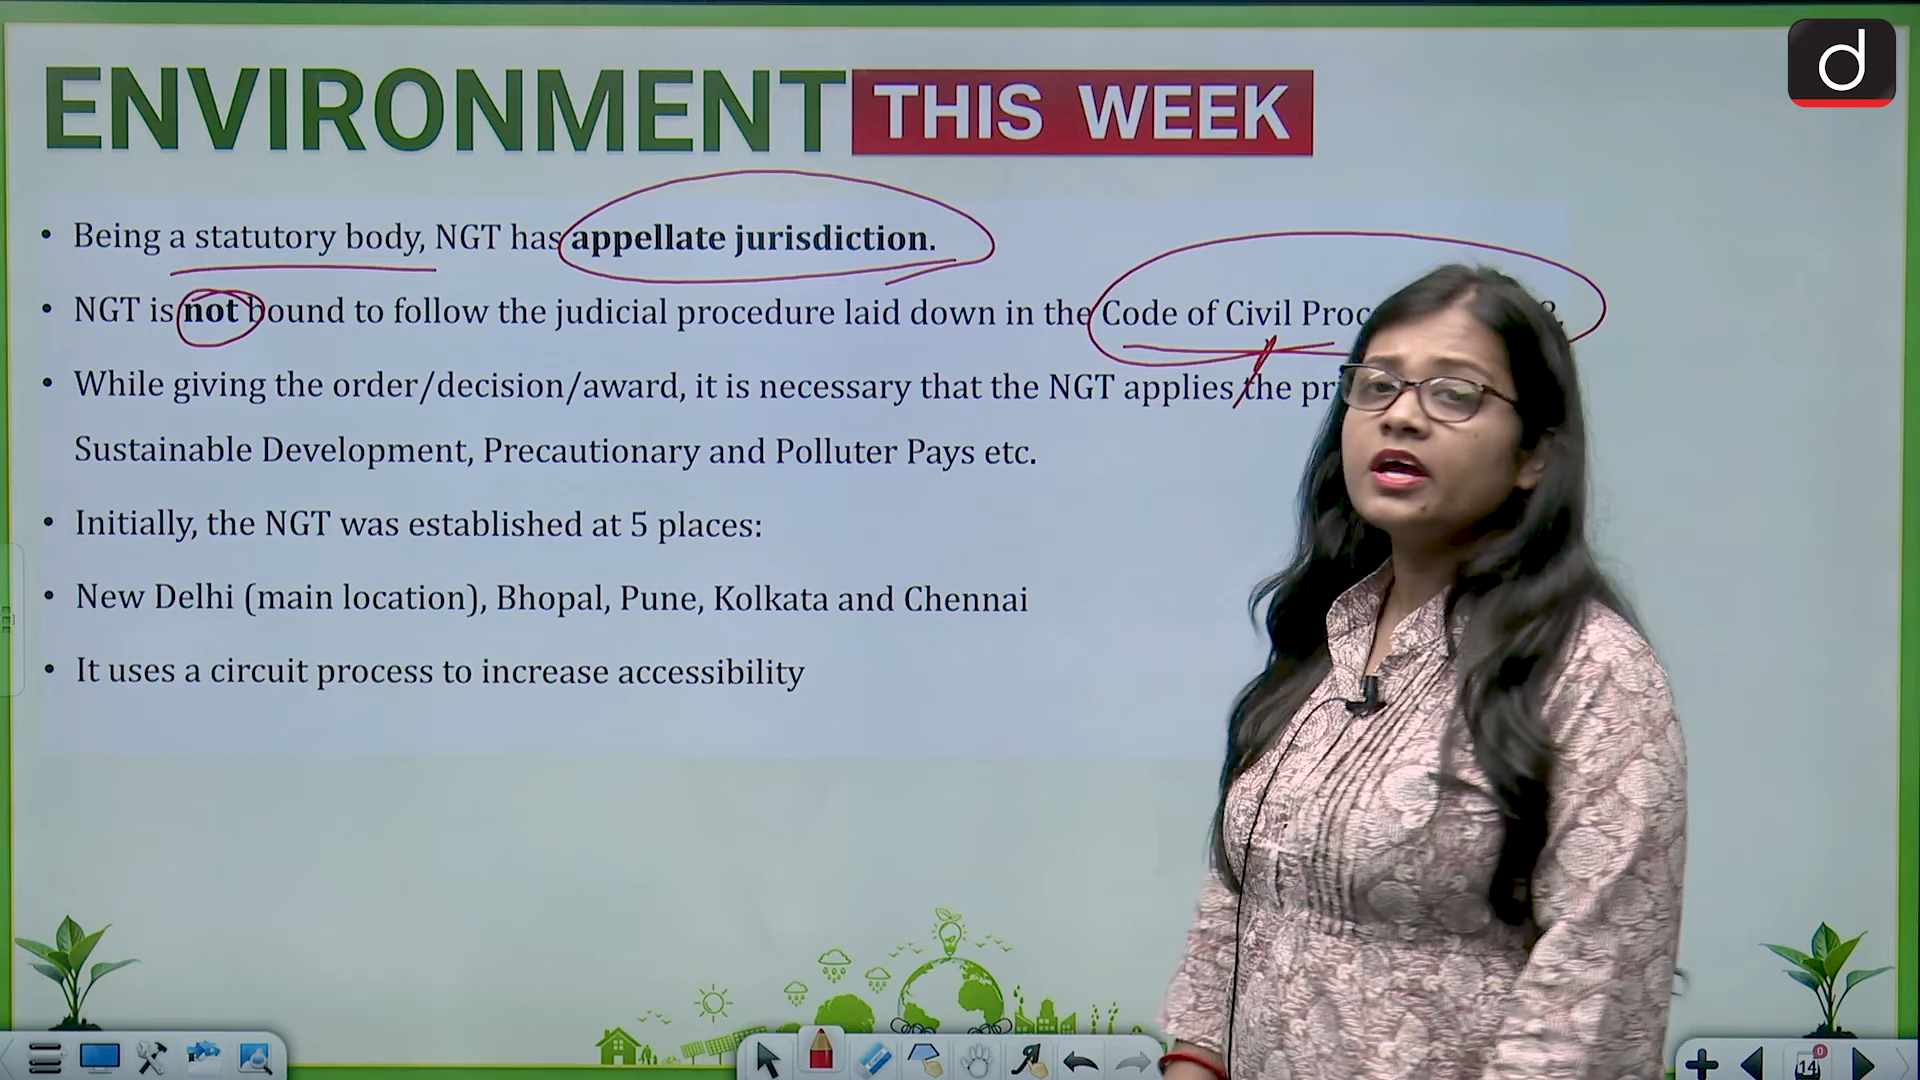 d
ENVIRONMENT THIS WEEK
• Being a statutory body, NGT has appellate jurisdiction.
• NGT is not bound to follow the judicial procedure laid down in the Code of Civil
• While giving the order/decision/award, it is necessary that the NGT applies the
Sustainable Development, Precautionary and Polluter Pays etc.
• Initially, the NGT was established at 5 places:
• New Delhi (main location), Bhopal, Pune, Kolkata and Chennai
• It uses a circuit process to increase accessibility
14
0